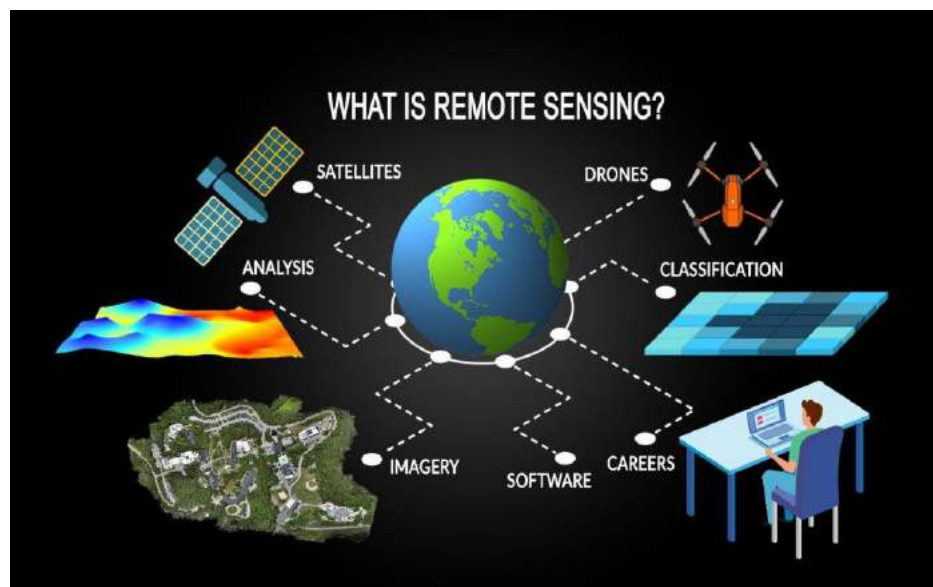 WHAT IS REMOTE SENSING?
SATELLITES
DRONES
ANALYSIS
CLASSIFICATION
IMAGERY
SOFTWARE
CAREERS